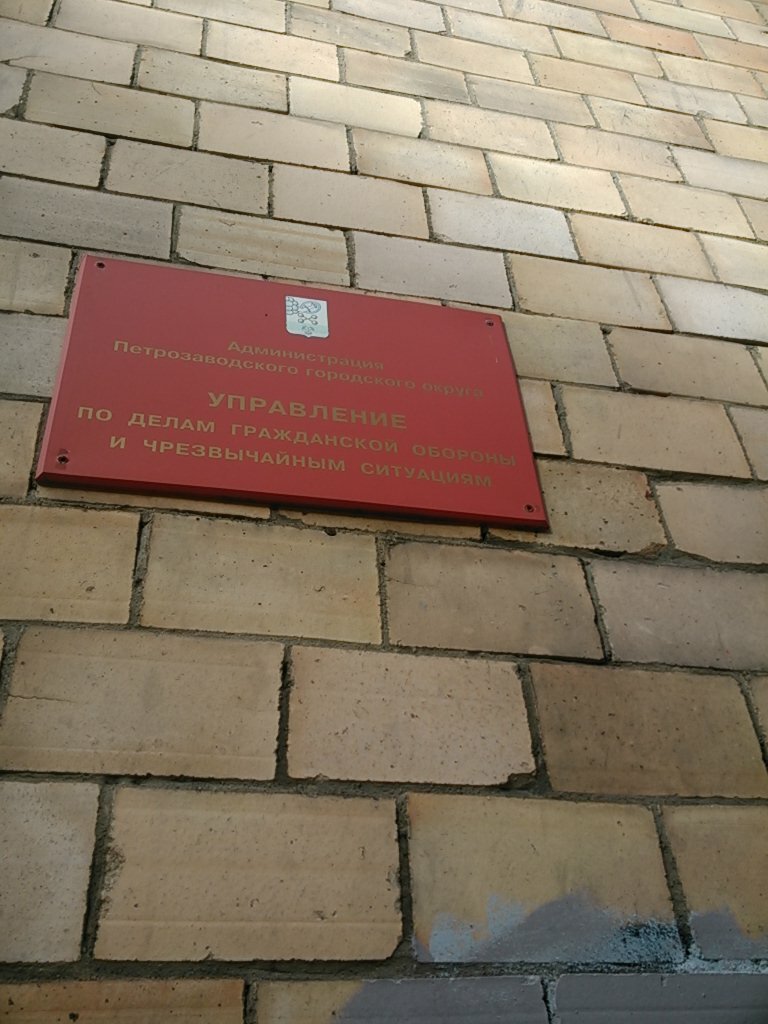 Администрация
Петрозаводского городского округа
УПРАВЛЕНИЕ
ПО ДЕЛАМ ГРАЖДАНСКОЙ ОБОРОНЫ
И ЧРЕЗВЫЧАЙНЫМ СИТУАЦИЯМ